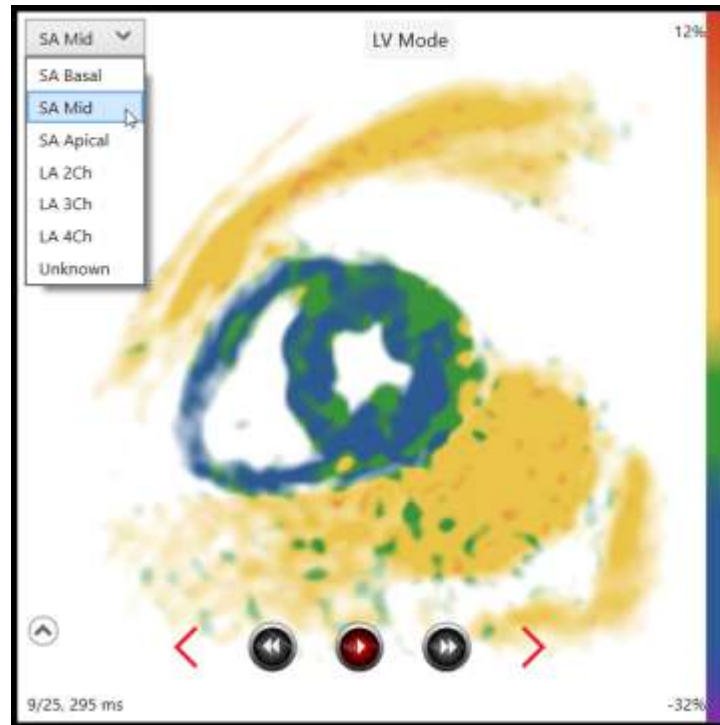 SA Mid
LV Mode
12%
SA Basal
SA Mid
SA Apical
LA 2Ch
LA 3Ch
LA 4Ch
Unknown
9/25, 295 ms
-32%